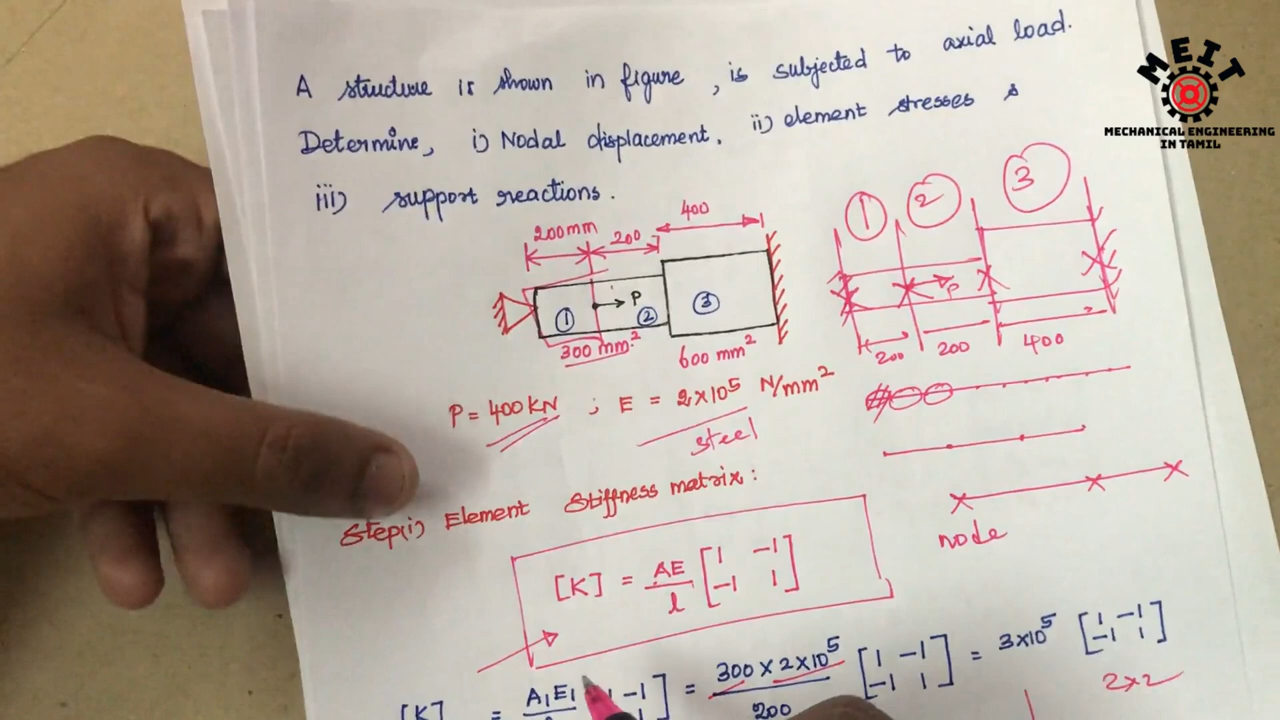 A structure is shown in figure, is subjected to axial load.
Determine, i) Nodal displacement. ii) element stresses &
iii) support reactions.
MEIT
MECHANICAL ENGINEERING
IN TAMIL
200mm 200 400
① P ② ③
300 mm² 600 mm²
① ② ③
P
200 200 400
P = 400 KN ; E = 2×10⁵ N/mm²
steel
node
Step(i) Element Stiffness matrix:
[K] = AE/l [1 -1 -1 1]
[K] = A₁E₁ 1 -1 = 300 × 2×10⁵/200 [1 -1 -1 1] = 3×10⁵ [1 -1 -1 1]
2×2